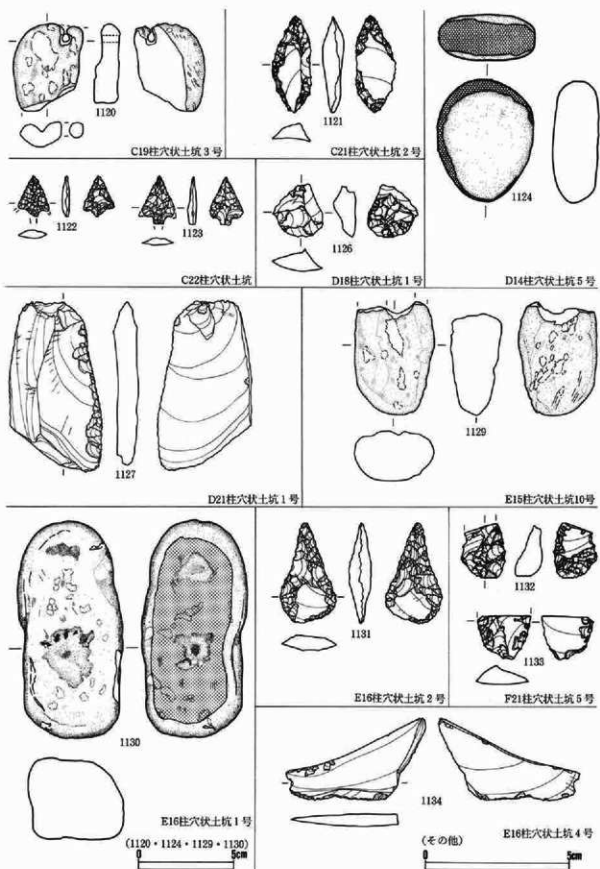 1120
C19柱穴状土坑3号
1121
C21柱穴状土坑2号
1124
D14柱穴状土坑5号
1122
1123
C22柱穴状土坑
1126
D18柱穴状土坑1号
1127
D21柱穴状土坑1号
1129
E15柱穴状土坑10号
1130
E16柱穴状土坑1号
(1120・1124・1129・1130)
0 5cm
1131
E16柱穴状土坑2号
1132
1133
F21柱穴状土坑5号
1134
E16柱穴状土坑4号
(その他)
0 5cm